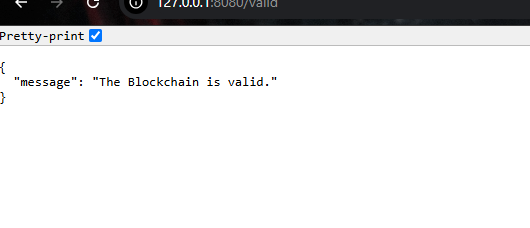 127.0.0.1:8080/valid
Pretty-print
{
"message": "The Blockchain is valid."
}